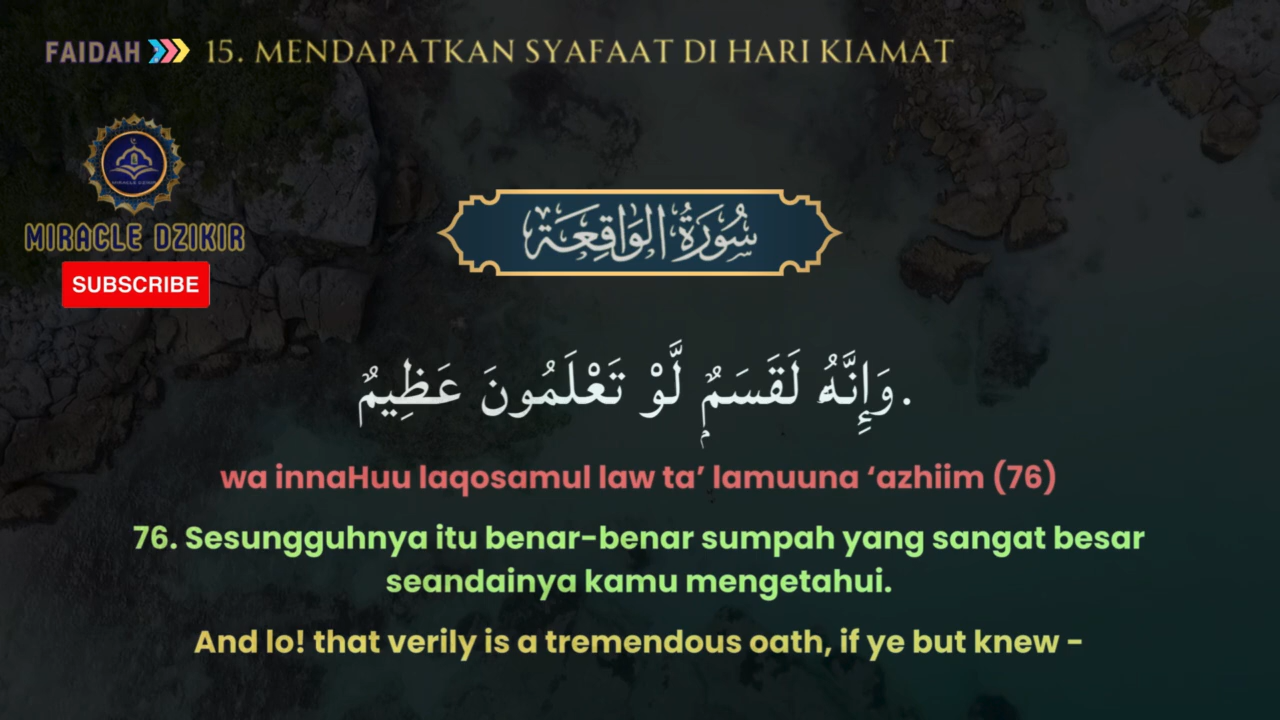 FAIDAH 15. MENDAPATKAN SYAFAAT DI HARI KIAMAT
MIRACLE DZIKIR
SUBSCRIBE
سُورَةُ الوَاقِعَة
وَإِنَّهُۥ لَقَسَمٌ لَّوْ تَعْلَمُونَ عَظِيمٌ.
wa innaHuu laqosamul law ta’ lamuuna ‘azhiim (76)
76. Sesungguhnya itu benar-benar sumpah yang sangat besar
seandainya kamu mengetahui.
And lo! that verily is a tremendous oath, if ye but knew -